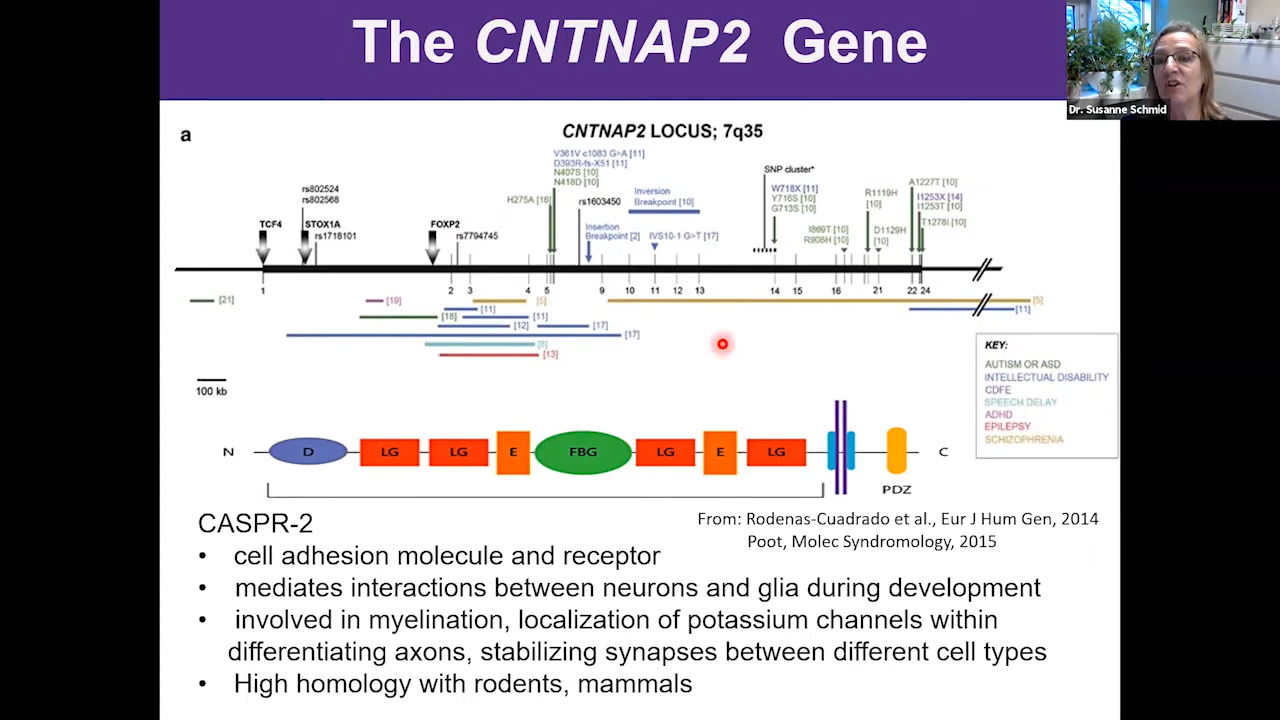 The CNTNAP2 Gene
Dr. Susanne Schmid
a
CNTNAP2 LOCUS; 7q35
V361V c1083 G>A [11]
D393R-fs-X51 [11]
N407S [10]
N418D [10]
H275A [16]
rs802524
rs802568
TCF4
STOX1A
rs1718101
FOXP2
rs7794745
rs1603450
Insertion
Breakpoint [2]
Inversion
Breakpoint [10]
IVS10-1 G>T [17]
SNP cluster*
W718X [11]
Y716S [10]
G713S [10]
I869T [10]
R906H [10]
R1119H
[10]
D1129H
[10]
A1227T [10]
I1253X [14]
I1253T [10]
T1278I [10]
1 2 3 4 5 9 10 11 12 13 14 15 16 21 22 24
[21] [19] [5] [5]
[11] [11]
[18] [11]
[12] [17]
[17]
[8]
[13]
100 kb
KEY:
AUTISM OR ASD
INTELLECTUAL DISABILITY
CDFE
SPEECH DELAY
ADHD
EPILEPSY
SCHIZOPHRENIA
N D LG LG E FBG LG E LG C
PDZ
CASPR-2
From: Rodenas-Cuadrado et al., Eur J Hum Gen, 2014
Poot, Molec Syndromology, 2015
• cell adhesion molecule and receptor
• mediates interactions between neurons and glia during development
• involved in myelination, localization of potassium channels within
differentiating axons, stabilizing synapses between different cell types
• High homology with rodents, mammals